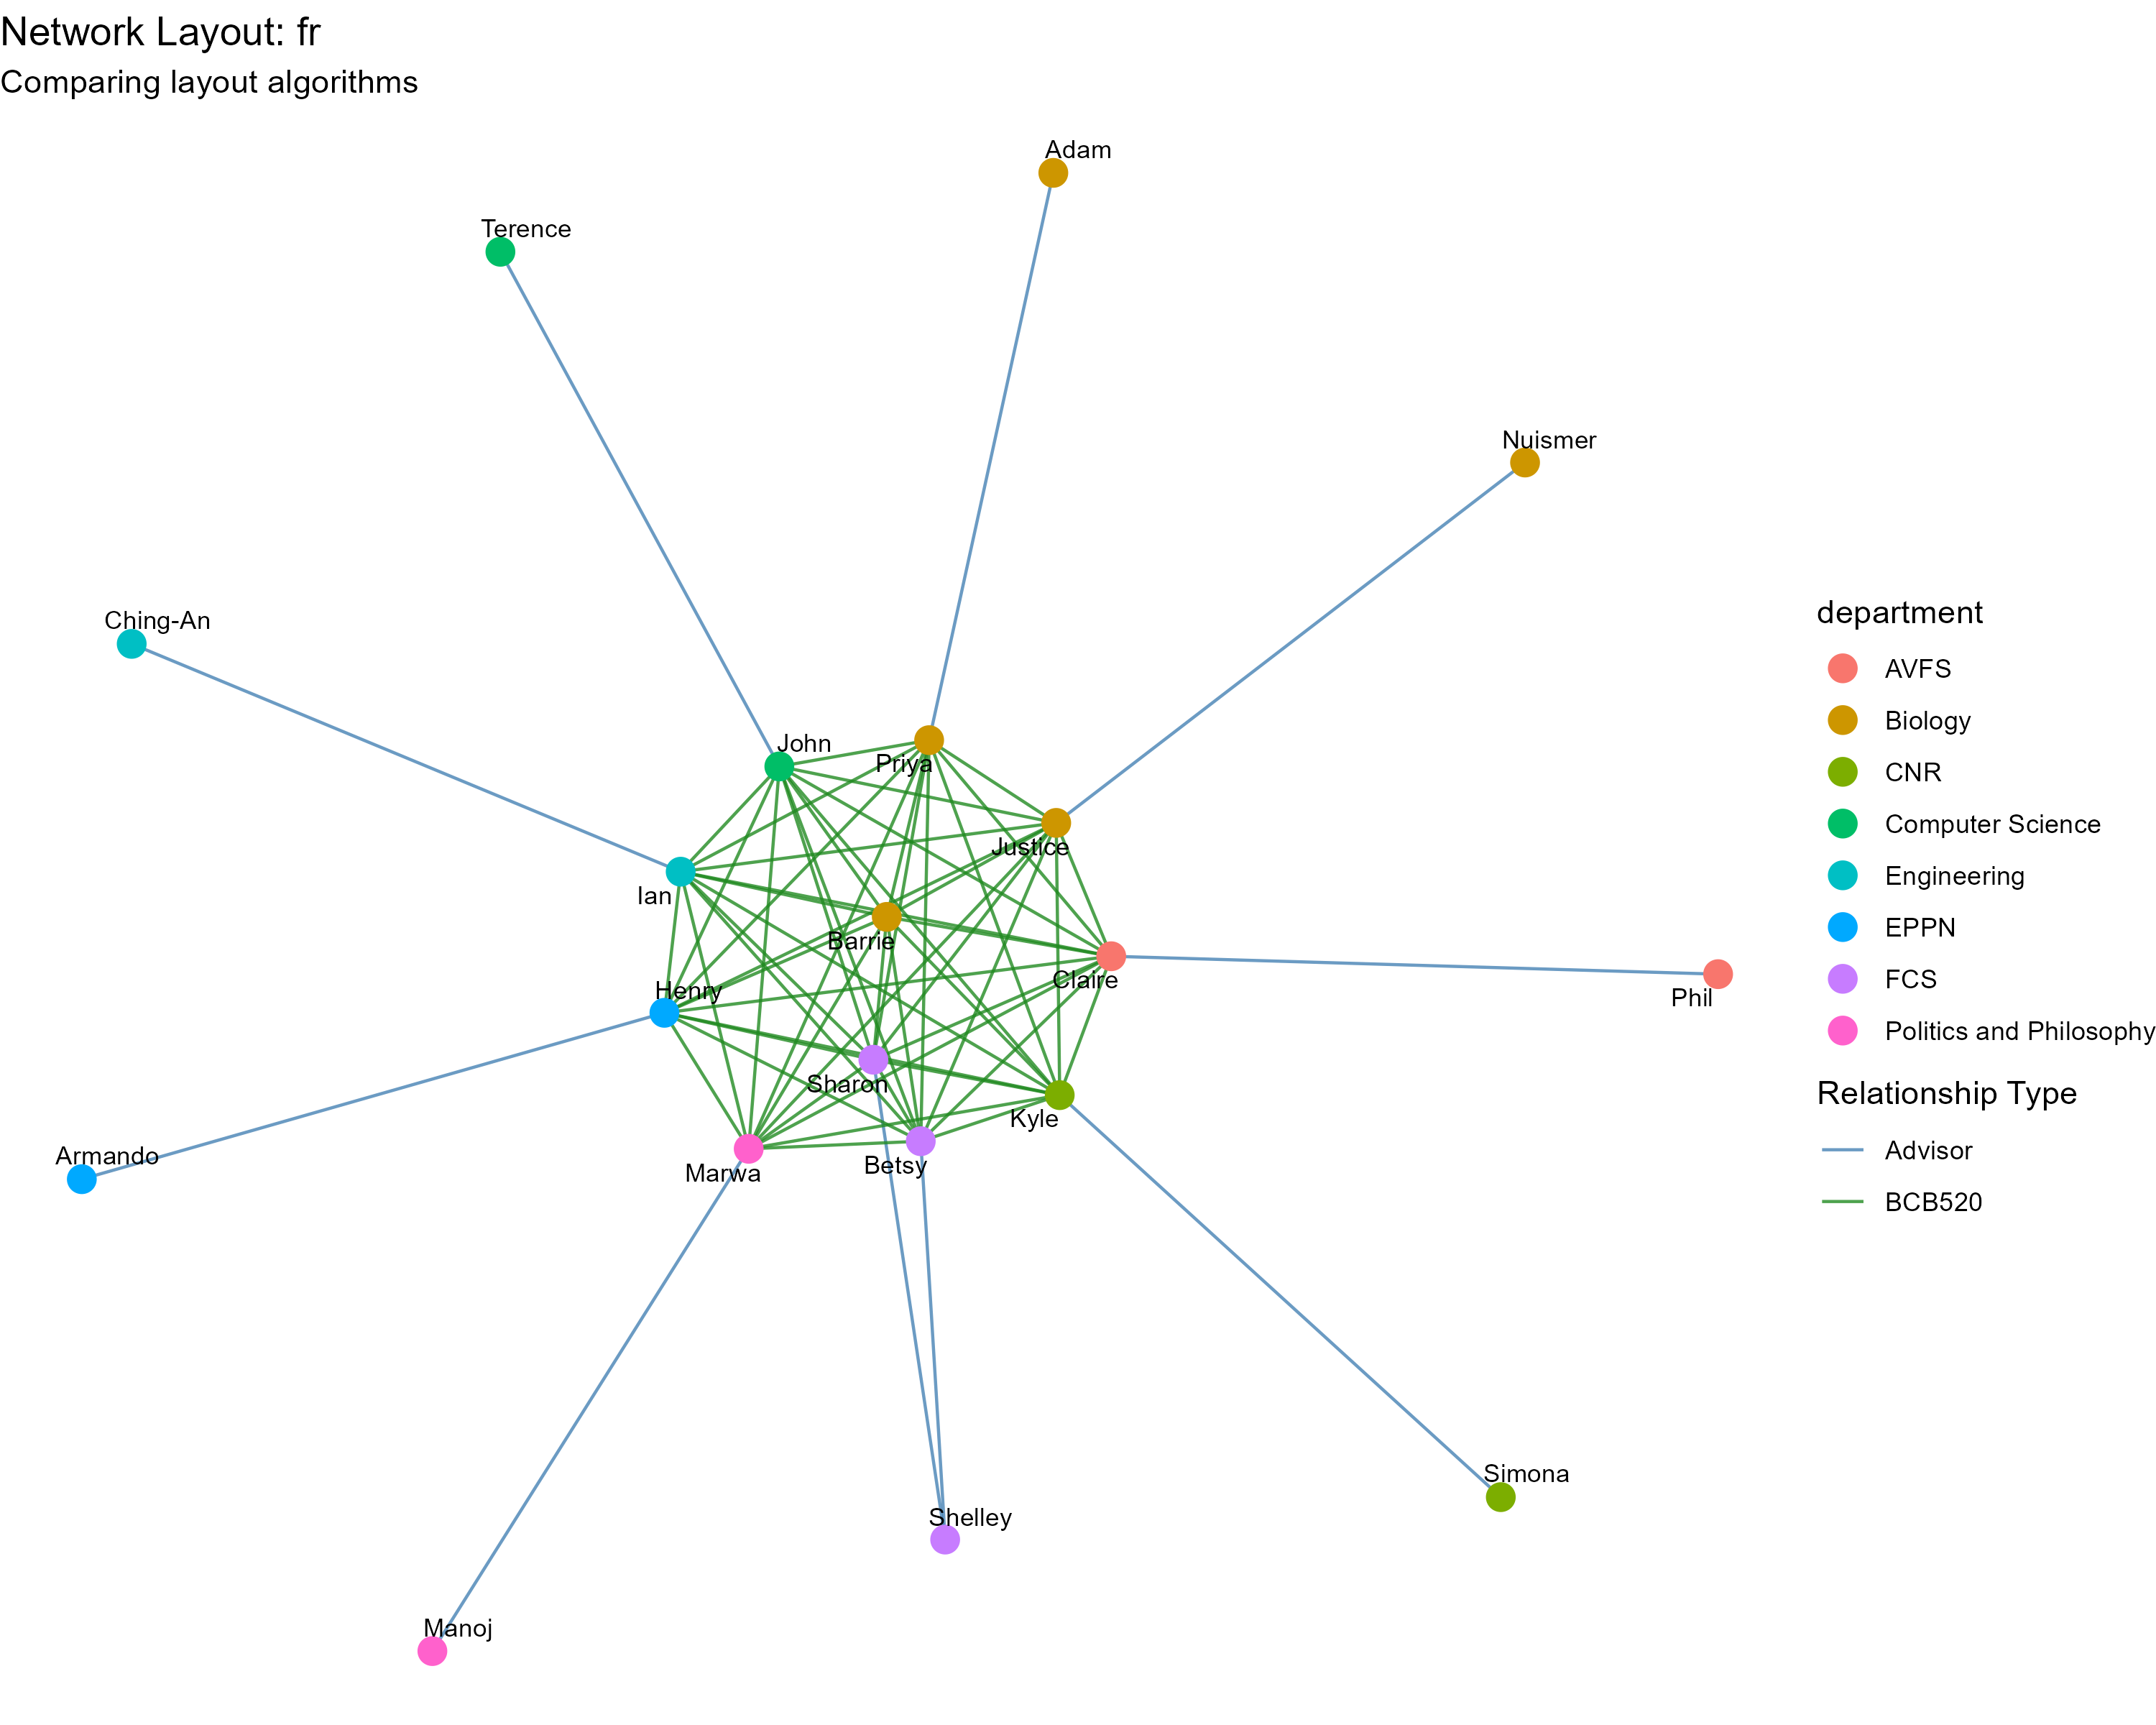 Network Layout: fr
Comparing layout algorithms
Adam
Terence
Nuismer
Ching-An
John
Priya
Justice
Ian
Barrie
Claire
Henry
Phil
Sharon
Kyle
Armando
Marwa
Betsy
Simona
Shelley
Manoj
department
AVFS
Biology
CNR
Computer Science
Engineering
EPPN
FCS
Politics and Philosophy
Relationship Type
Advisor
BCB520